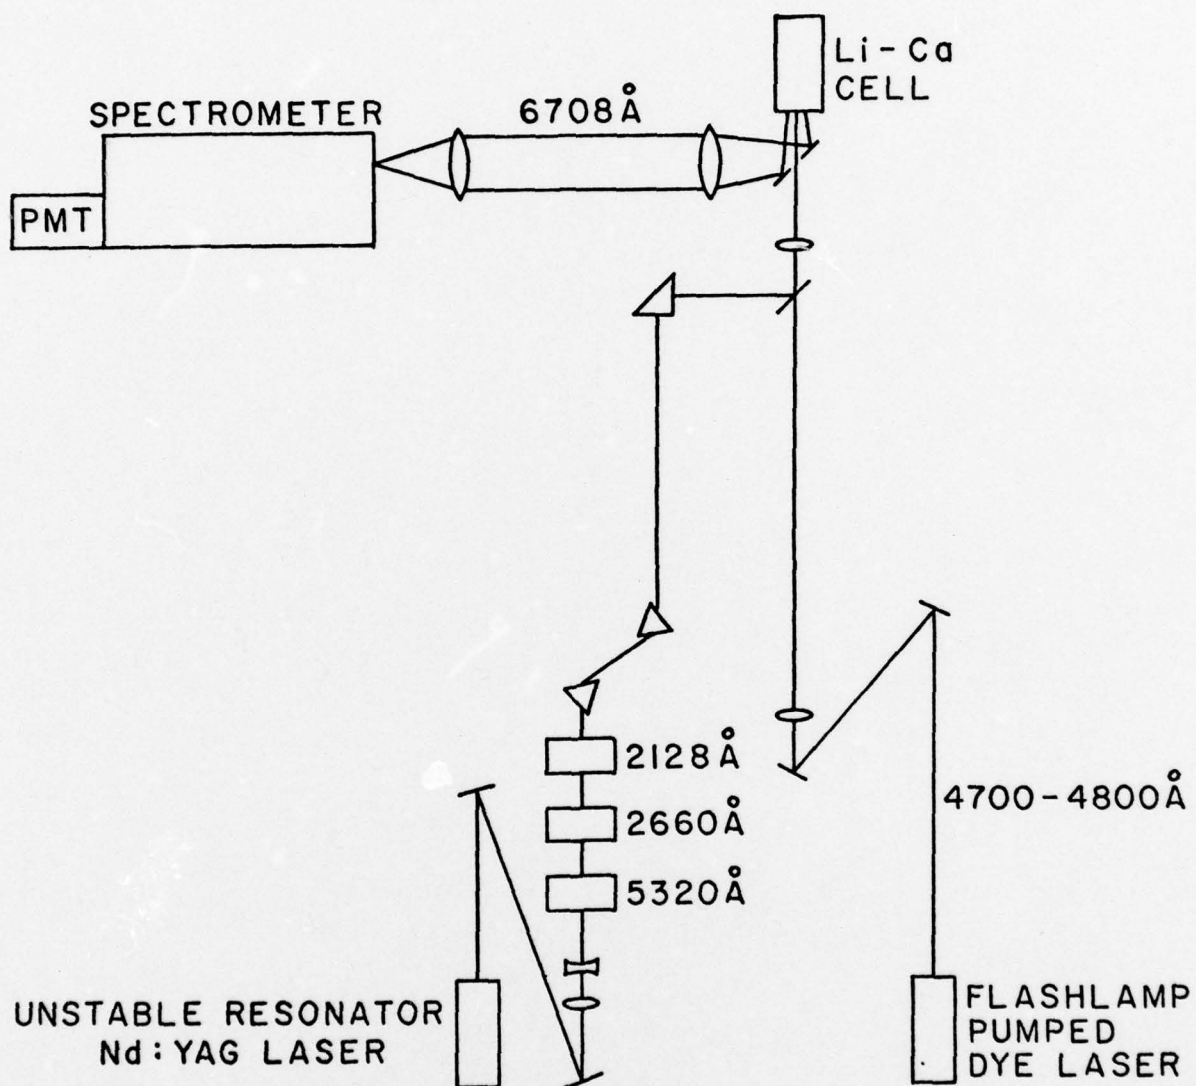 Li-Ca
CELL
6708Å
SPECTROMETER
PMT
2128Å
2660Å
5320Å
4700-4800Å
UNSTABLE RESONATOR
Nd:YAG LASER
FLASHLAMP
PUMPED
DYE LASER